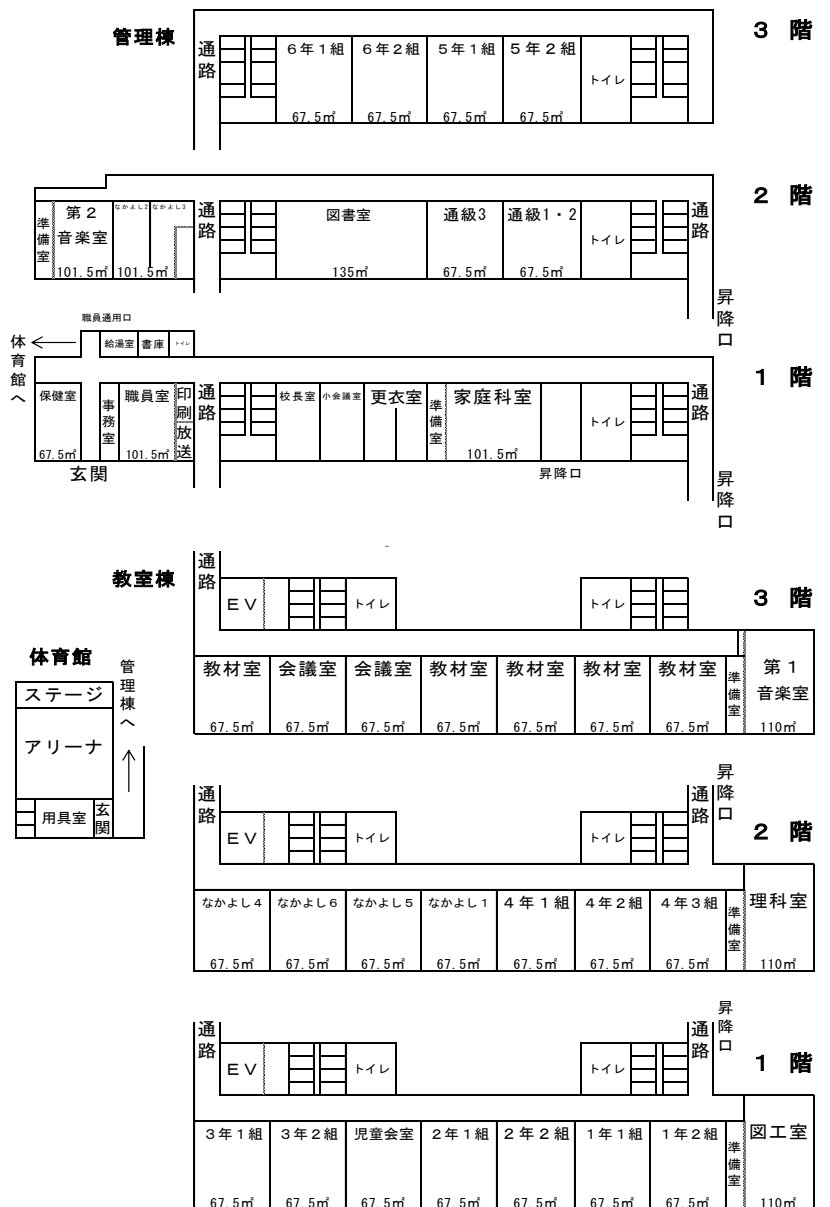 管理棟
3 階
通路
6年1組 6年2組 5年1組 5年2組
トイレ
67.5㎡ 67.5㎡ 67.5㎡ 67.5㎡
2 階
準備室
第2音楽室
なかよし2 なかよし3
通路
図書室
通級3
通級1・2
トイレ
通路
101.5㎡ 101.5㎡ 135㎡ 67.5㎡ 67.5㎡
昇降口
職員通用口
体育館へ
給湯室 書庫 トイレ
1 階
保健室
事務室
職員室
印刷
放送
通路
校長室
小会議室
更衣室
準備室
家庭科室
トイレ
通路
67.5㎡ 101.5㎡ 101.5㎡
玄関
昇降口
昇降口
教室棟
通路
EV
トイレ
トイレ
3 階
教材室 会議室 会議室 教材室 教材室 教材室 教材室
準備室
第1音楽室
67.5㎡ 67.5㎡ 67.5㎡ 67.5㎡ 67.5㎡ 67.5㎡ 67.5㎡ 110㎡
体育館
管理棟へ
ステージ
アリーナ
用具室
玄関
昇降口
通路
EV
トイレ
トイレ
通路
2 階
なかよし4 なかよし6 なかよし5 なかよし1 4年1組 4年2組 4年3組
準備室
理科室
67.5㎡ 67.5㎡ 67.5㎡ 67.5㎡ 67.5㎡ 67.5㎡ 67.5㎡ 110㎡
昇降口
通路
EV
トイレ
トイレ
通路
1 階
3年1組 3年2組 児童会室 2年1組 2年2組 1年1組 1年2組
準備室
図工室
67.5㎡ 67.5㎡ 67.5㎡ 67.5㎡ 67.5㎡ 67.5㎡ 67.5㎡ 110㎡